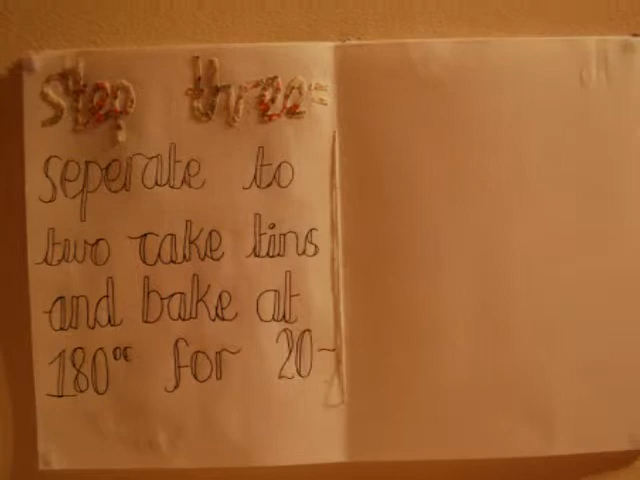 Step three=
seperate to
two cake tins
and bake at
180°c for 20-